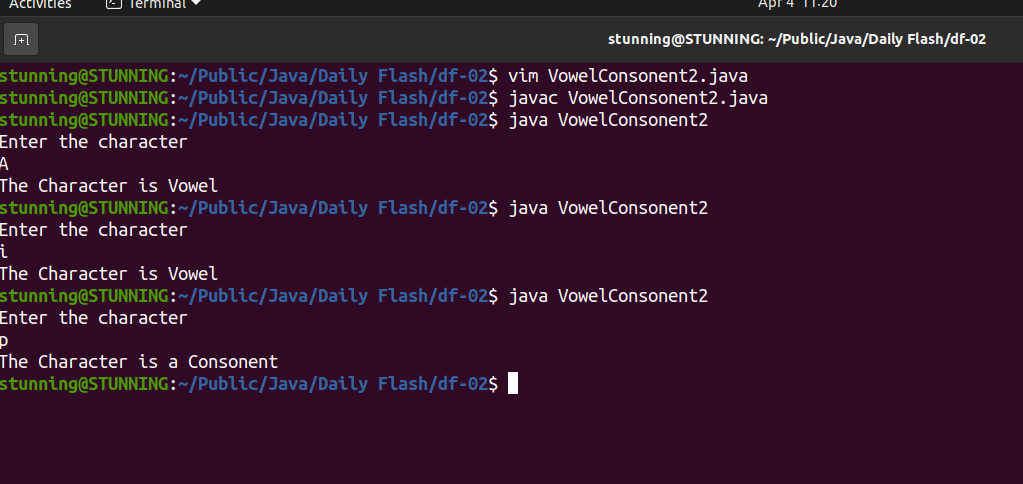 Activities Terminal Apr 4 11:20
stunning@STUNNING: ~/Public/Java/Daily Flash/df-02
stunning@STUNNING:~/Public/Java/Daily Flash/df-02$ vim VowelConsonent2.java
stunning@STUNNING:~/Public/Java/Daily Flash/df-02$ javac VowelConsonent2.java
stunning@STUNNING:~/Public/Java/Daily Flash/df-02$ java VowelConsonent2
Enter the character
A
The Character is Vowel
stunning@STUNNING:~/Public/Java/Daily Flash/df-02$ java VowelConsonent2
Enter the character
i
The Character is Vowel
stunning@STUNNING:~/Public/Java/Daily Flash/df-02$ java VowelConsonent2
Enter the character
p
The Character is a Consonent
stunning@STUNNING:~/Public/Java/Daily Flash/df-02$